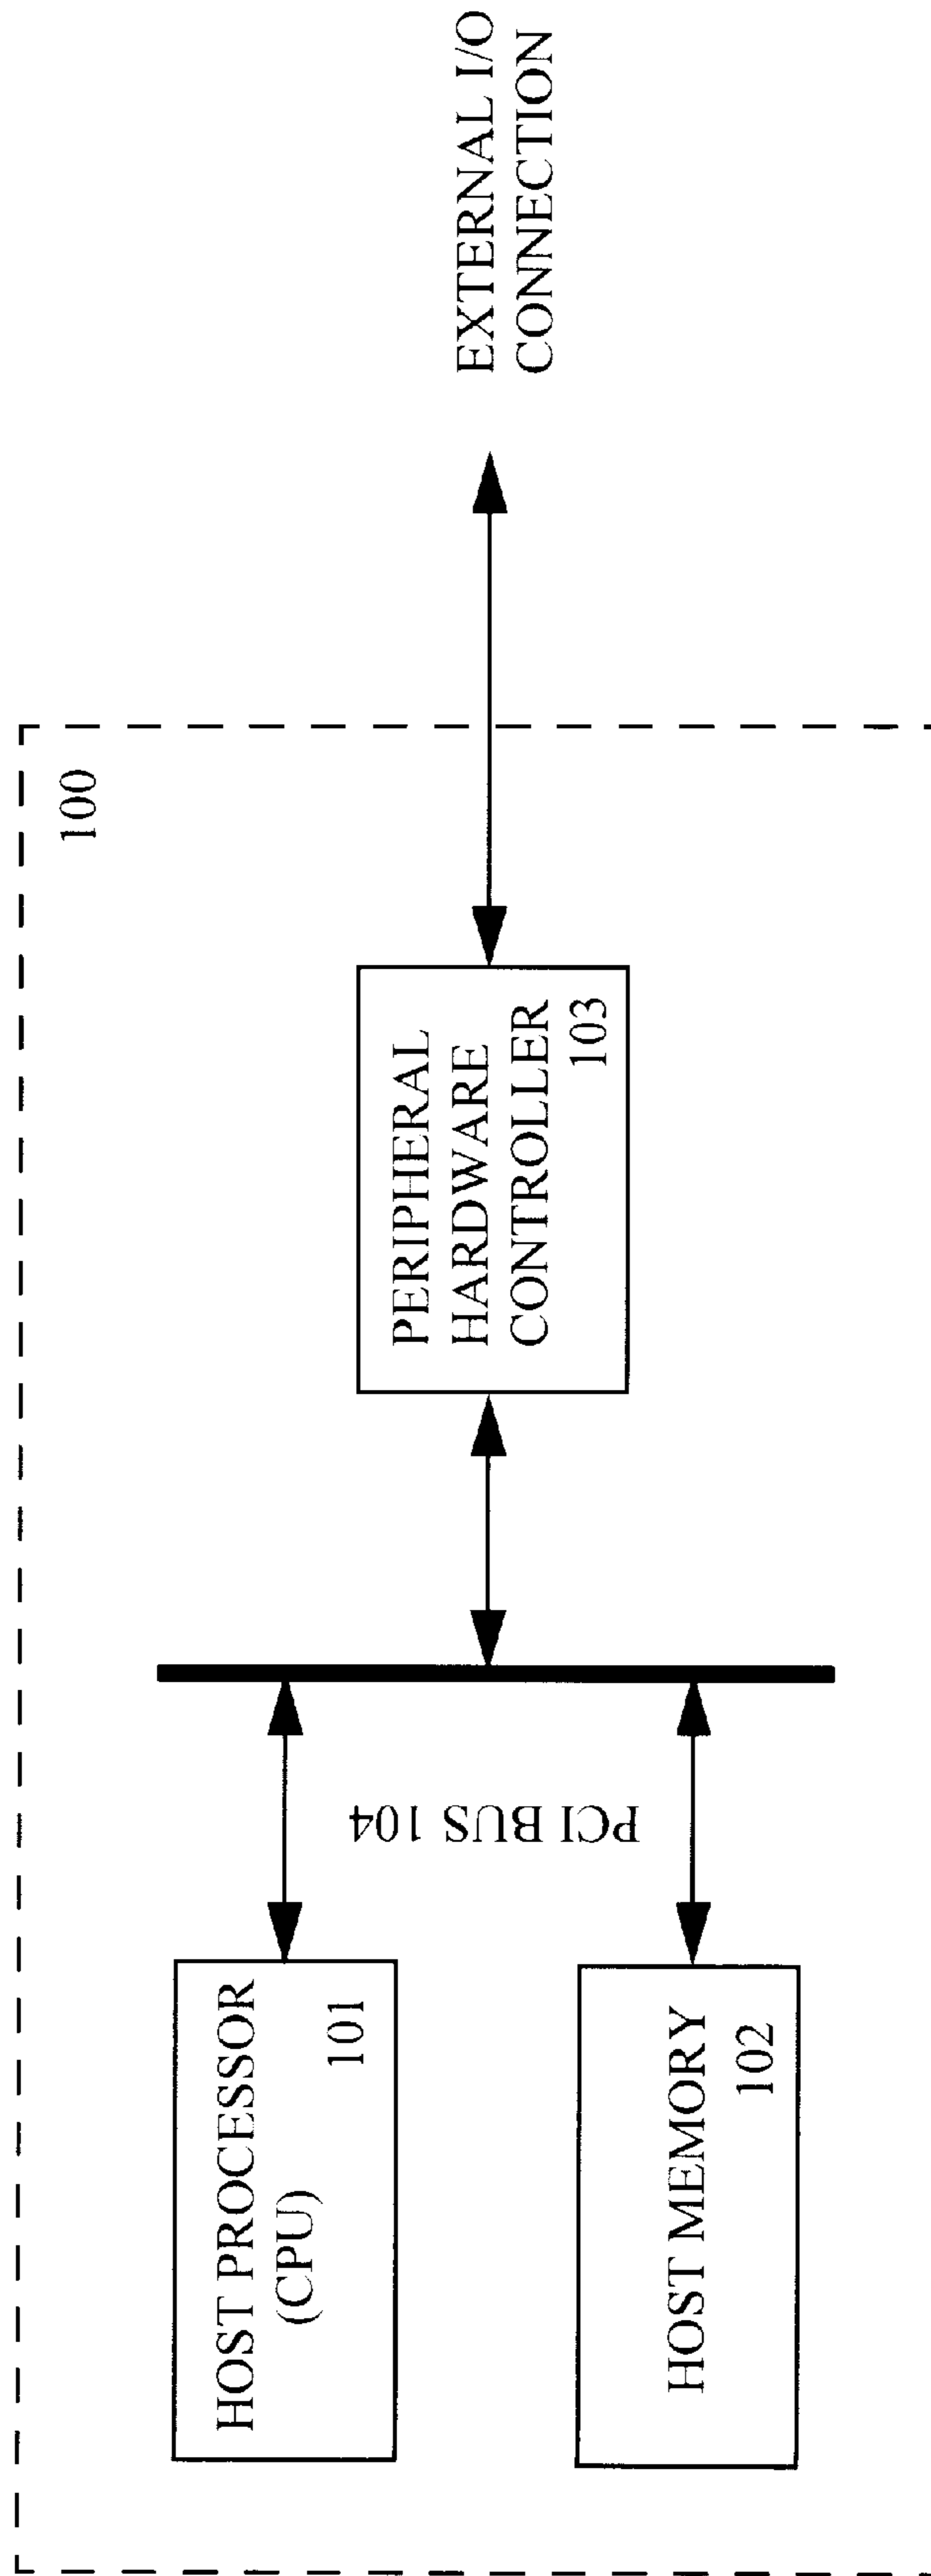 100
HOST PROCESSOR
(CPU)
101
PCI BUS 104
HOST MEMORY
102
PERIPHERAL
HARDWARE
CONTROLLER
103
EXTERNAL I/O
CONNECTION